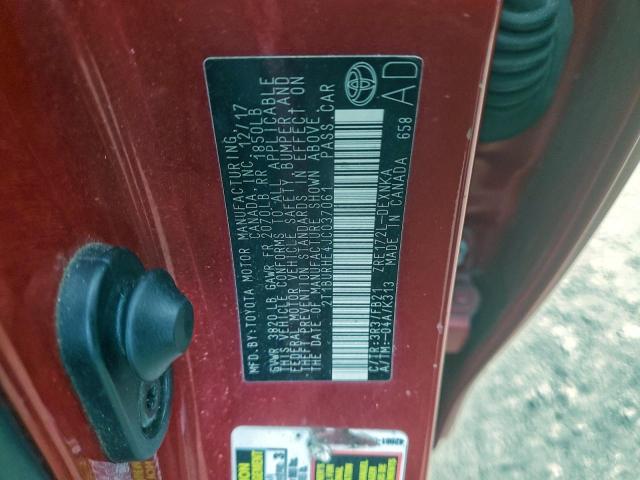 MFD. BY: TOYOTA MOTOR MANUFACTURING,
CANADA, INC. 12/17
GVWR 3820 LB GAWR FR 2070LB, RR 1850LB
THIS VEHICLE CONFORMS TO ALL APPLICABLE
FEDERAL MOTOR VEHICLE SAFETY, BUMPER, AND
THEFT PREVENTION STANDARDS IN EFFECT ON
THE DATE OF MANUFACTURE SHOWN ABOVE.
2T1BURHE4JC037061 PASS. CAR
C/TR:3R3/FB21 ZRE172L-DEXNKA
A/TM:-04A/K313 MADE IN CANADA 658
AD